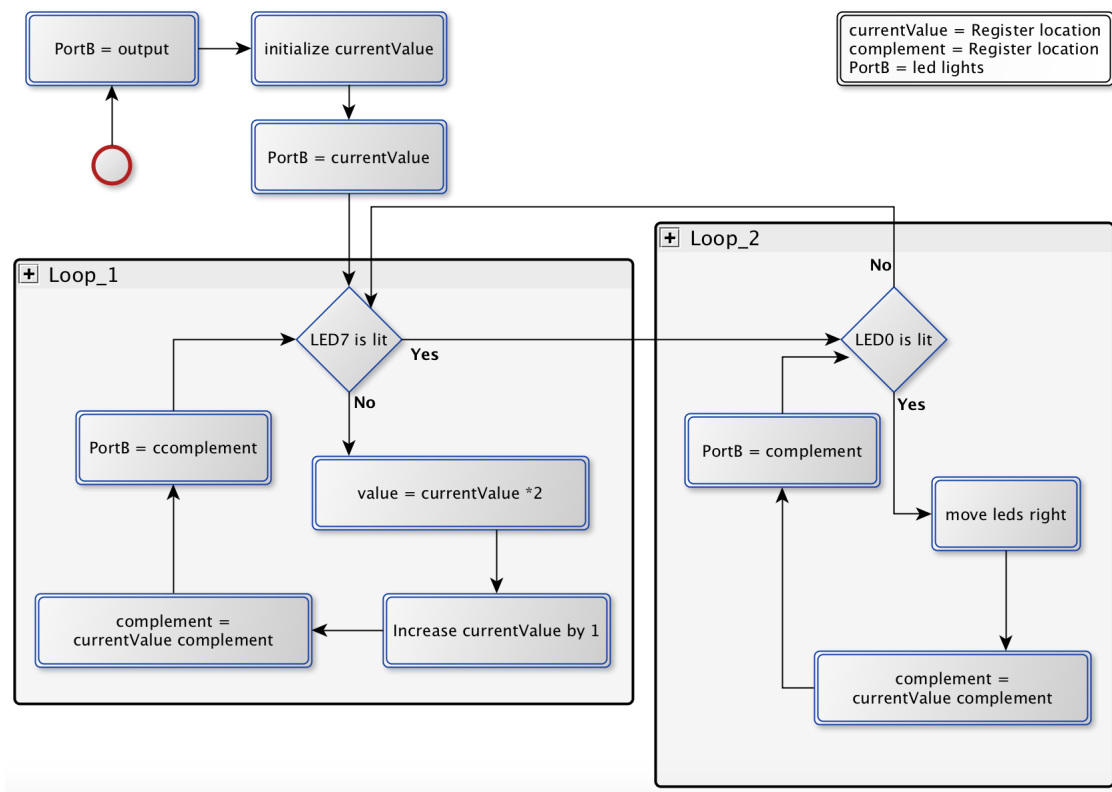 PortB = output
initialize currentValue
currentValue = Register location
complement = Register location
PortB = led lights
PortB = currentValue
Loop_1
LED7 is lit
Yes
No
PortB = ccomplement
value = currentValue *2
Increase currentValue by 1
complement =
currentValue complement
Loop_2
No
LED0 is lit
Yes
PortB = complement
move leds right
complement =
currentValue complement